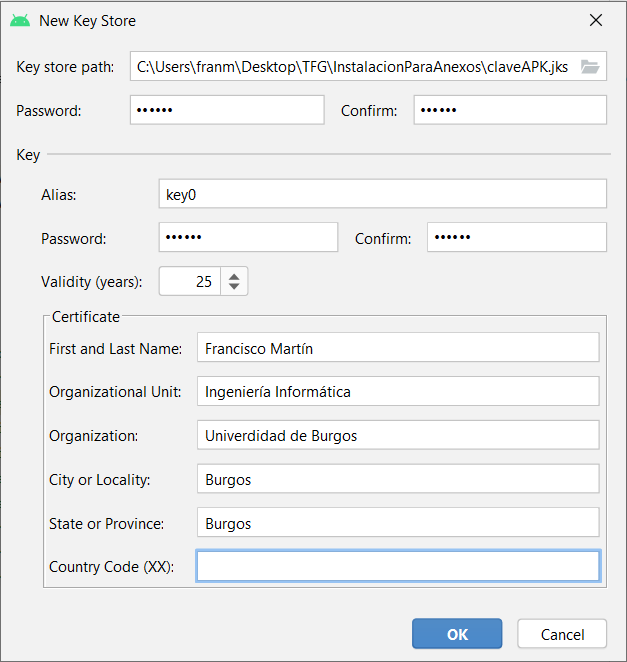 New Key Store
Key store path: C:\Users\franm\Desktop\TFG\InstalacionParaAnexos\claveAPK.jks
Password: •••••• Confirm: ••••••
Key
Alias: key0
Password: •••••• Confirm: ••••••
Validity (years): 25
Certificate
First and Last Name: Francisco Martín
Organizational Unit: Ingeniería Informática
Organization: Univerdidad de Burgos
City or Locality: Burgos
State or Province: Burgos
Country Code (XX):
OK Cancel